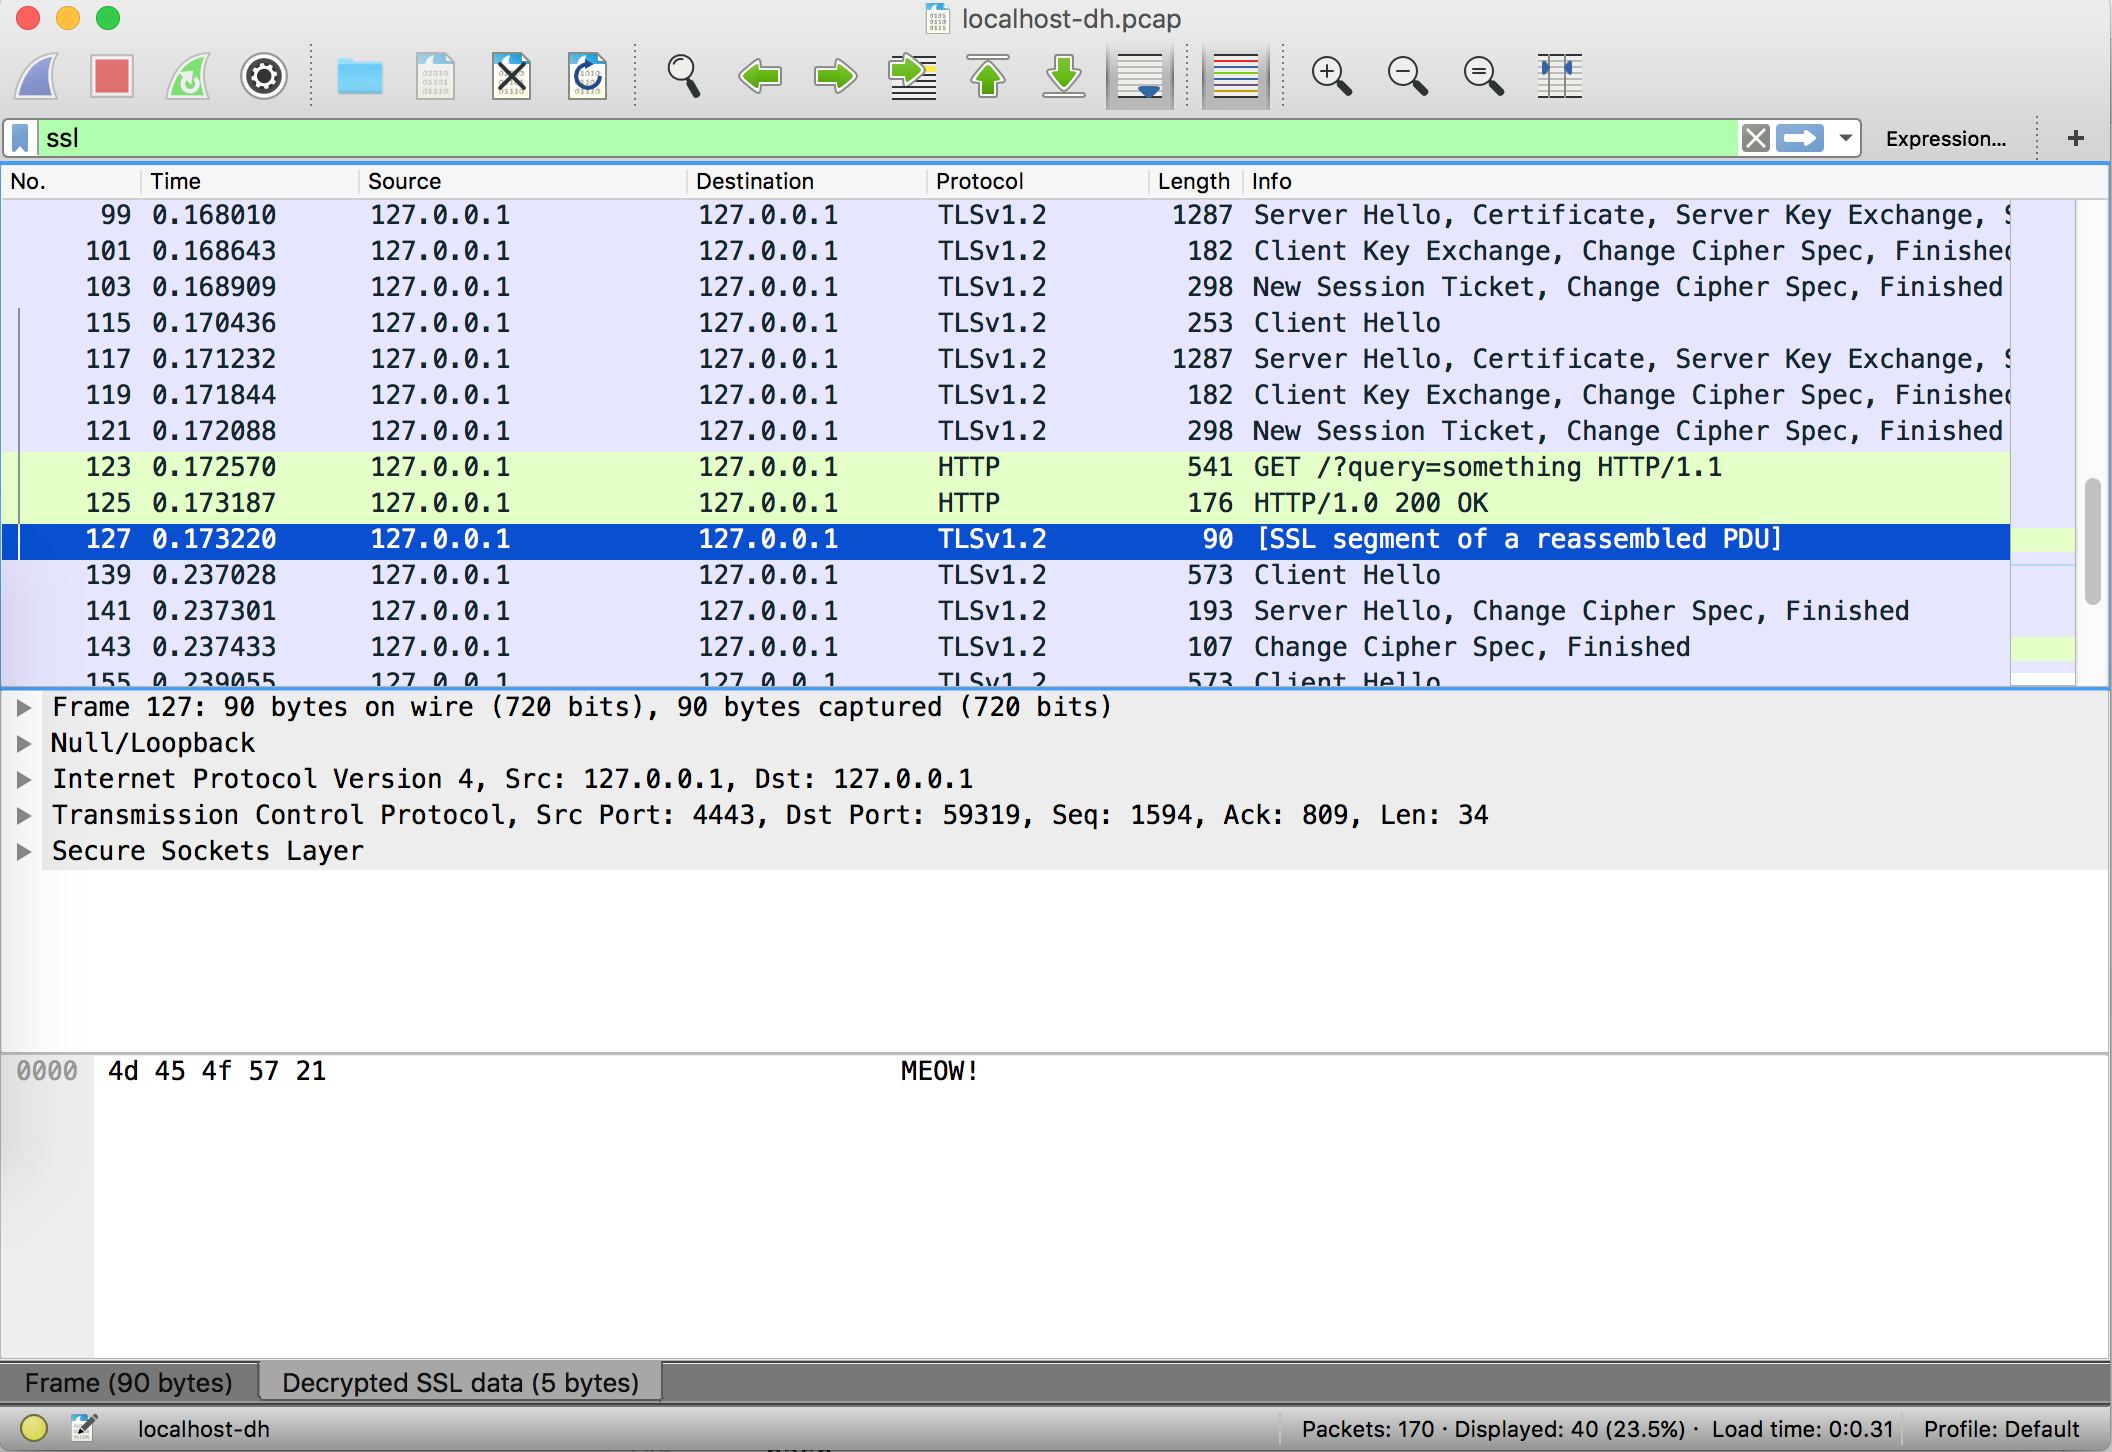 localhost-dh.pcap
ssl
Expression...
+
No. Time Source Destination Protocol Length Info
99 0.168010 127.0.0.1 127.0.0.1 TLSv1.2 1287 Server Hello, Certificate, Server Key Exchange, S
101 0.168643 127.0.0.1 127.0.0.1 TLSv1.2 182 Client Key Exchange, Change Cipher Spec, Finished
103 0.168909 127.0.0.1 127.0.0.1 TLSv1.2 298 New Session Ticket, Change Cipher Spec, Finished
115 0.170436 127.0.0.1 127.0.0.1 TLSv1.2 253 Client Hello
117 0.171232 127.0.0.1 127.0.0.1 TLSv1.2 1287 Server Hello, Certificate, Server Key Exchange, S
119 0.171844 127.0.0.1 127.0.0.1 TLSv1.2 182 Client Key Exchange, Change Cipher Spec, Finished
121 0.172088 127.0.0.1 127.0.0.1 TLSv1.2 298 New Session Ticket, Change Cipher Spec, Finished
123 0.172570 127.0.0.1 127.0.0.1 HTTP 541 GET /?query=something HTTP/1.1
125 0.173187 127.0.0.1 127.0.0.1 HTTP 176 HTTP/1.0 200 OK
127 0.173220 127.0.0.1 127.0.0.1 TLSv1.2 90 [SSL segment of a reassembled PDU]
139 0.237028 127.0.0.1 127.0.0.1 TLSv1.2 573 Client Hello
141 0.237301 127.0.0.1 127.0.0.1 TLSv1.2 193 Server Hello, Change Cipher Spec, Finished
143 0.237433 127.0.0.1 127.0.0.1 TLSv1.2 107 Change Cipher Spec, Finished
155 0.239055 127.0.0.1 127.0.0.1 TLSv1.2 573 Client Hello
Frame 127: 90 bytes on wire (720 bits), 90 bytes captured (720 bits)
Null/Loopback
Internet Protocol Version 4, Src: 127.0.0.1, Dst: 127.0.0.1
Transmission Control Protocol, Src Port: 4443, Dst Port: 59319, Seq: 1594, Ack: 809, Len: 34
Secure Sockets Layer
0000 4d 45 4f 57 21 MEOW!
Frame (90 bytes) Decrypted SSL data (5 bytes)
localhost-dh Packets: 170 · Displayed: 40 (23.5%) · Load time: 0:0.31 Profile: Default